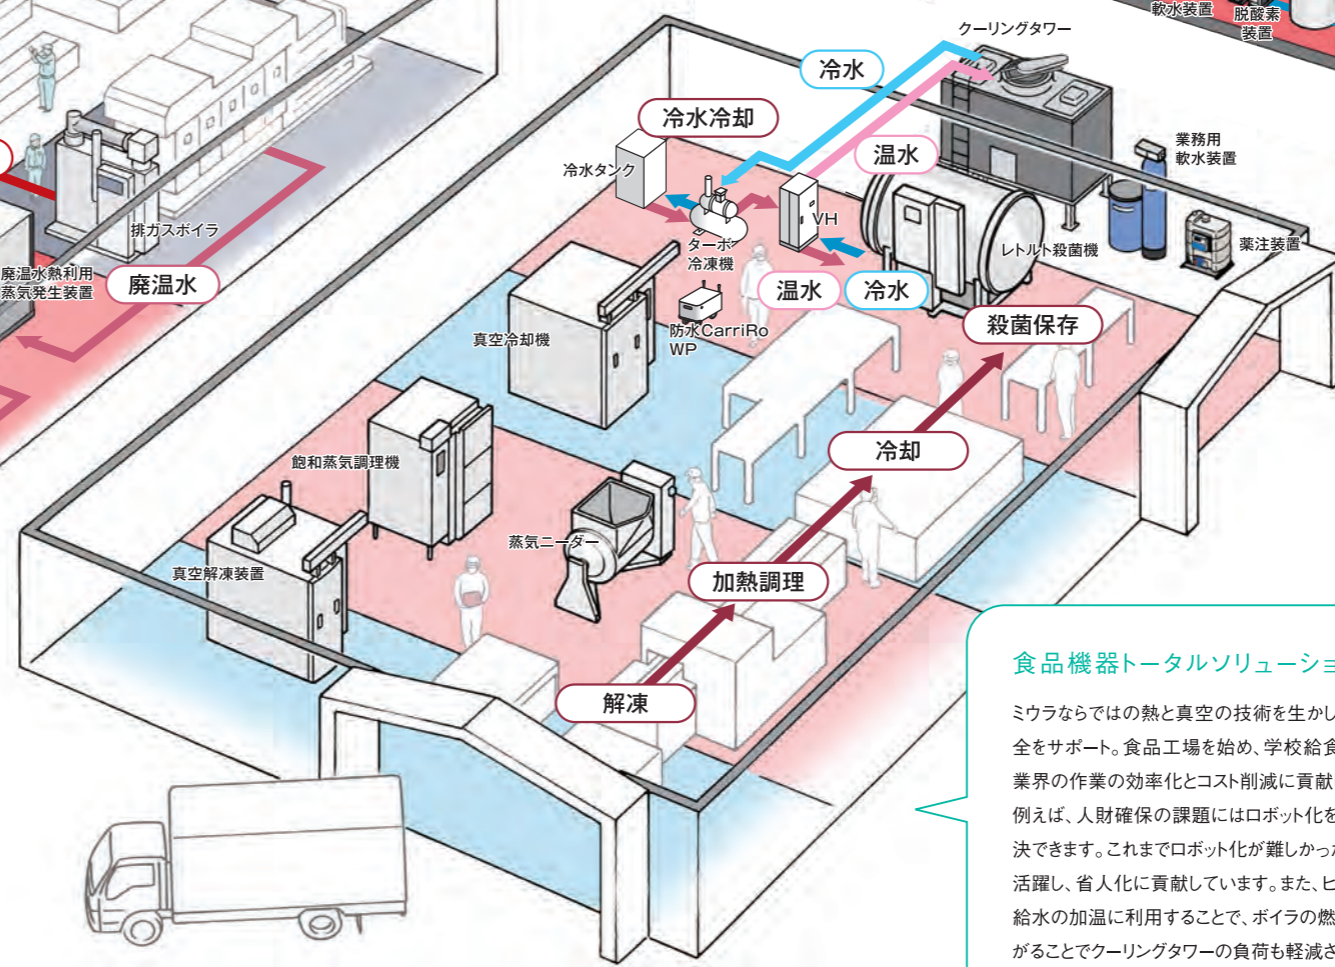 軟水装置
脱酸素
装置
クーリングタワー
冷水
冷水冷却
業務用
軟水装置
温水
冷水タンク
VH
排ガスボイラ
ターボ
冷凍機
レトルト殺菌機
薬注装置
廃温水熱利用
蒸気発生装置
廃温水
温水
冷水
防水CarriRo
WP
真空冷却機
殺菌保存
冷却
飽和蒸気調理機
蒸気ニーダー
真空解凍装置
加熱調理
解凍
食品機器トータルソリューショ
ミウラならではの熱と真空の技術を生かし
全をサポート。食品工場を始め、学校給食
業界の作業の効率化とコスト削減に貢献
例えば、人財確保の課題にはロボット化を
決できます。これまでロボット化が難しかっ
活躍し、省人化に貢献しています。また、ヒ
給水の加温に利用することで、ボイラの燃
がることでクーリングタワーの負荷も軽減さ